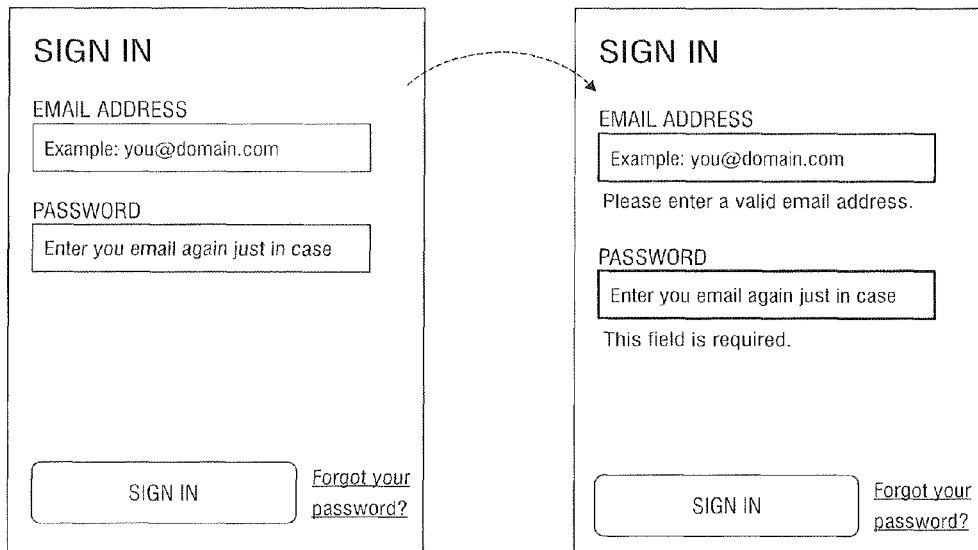 SIGN IN
EMAIL ADDRESS
Example: you@domain.com
PASSWORD
Enter you email again just in case
SIGN IN
Forgot your
password?
SIGN IN
EMAIL ADDRESS
Example: you@domain.com
Please enter a valid email address.
PASSWORD
Enter you email again just in case
This field is required.
SIGN IN
Forgot your
password?